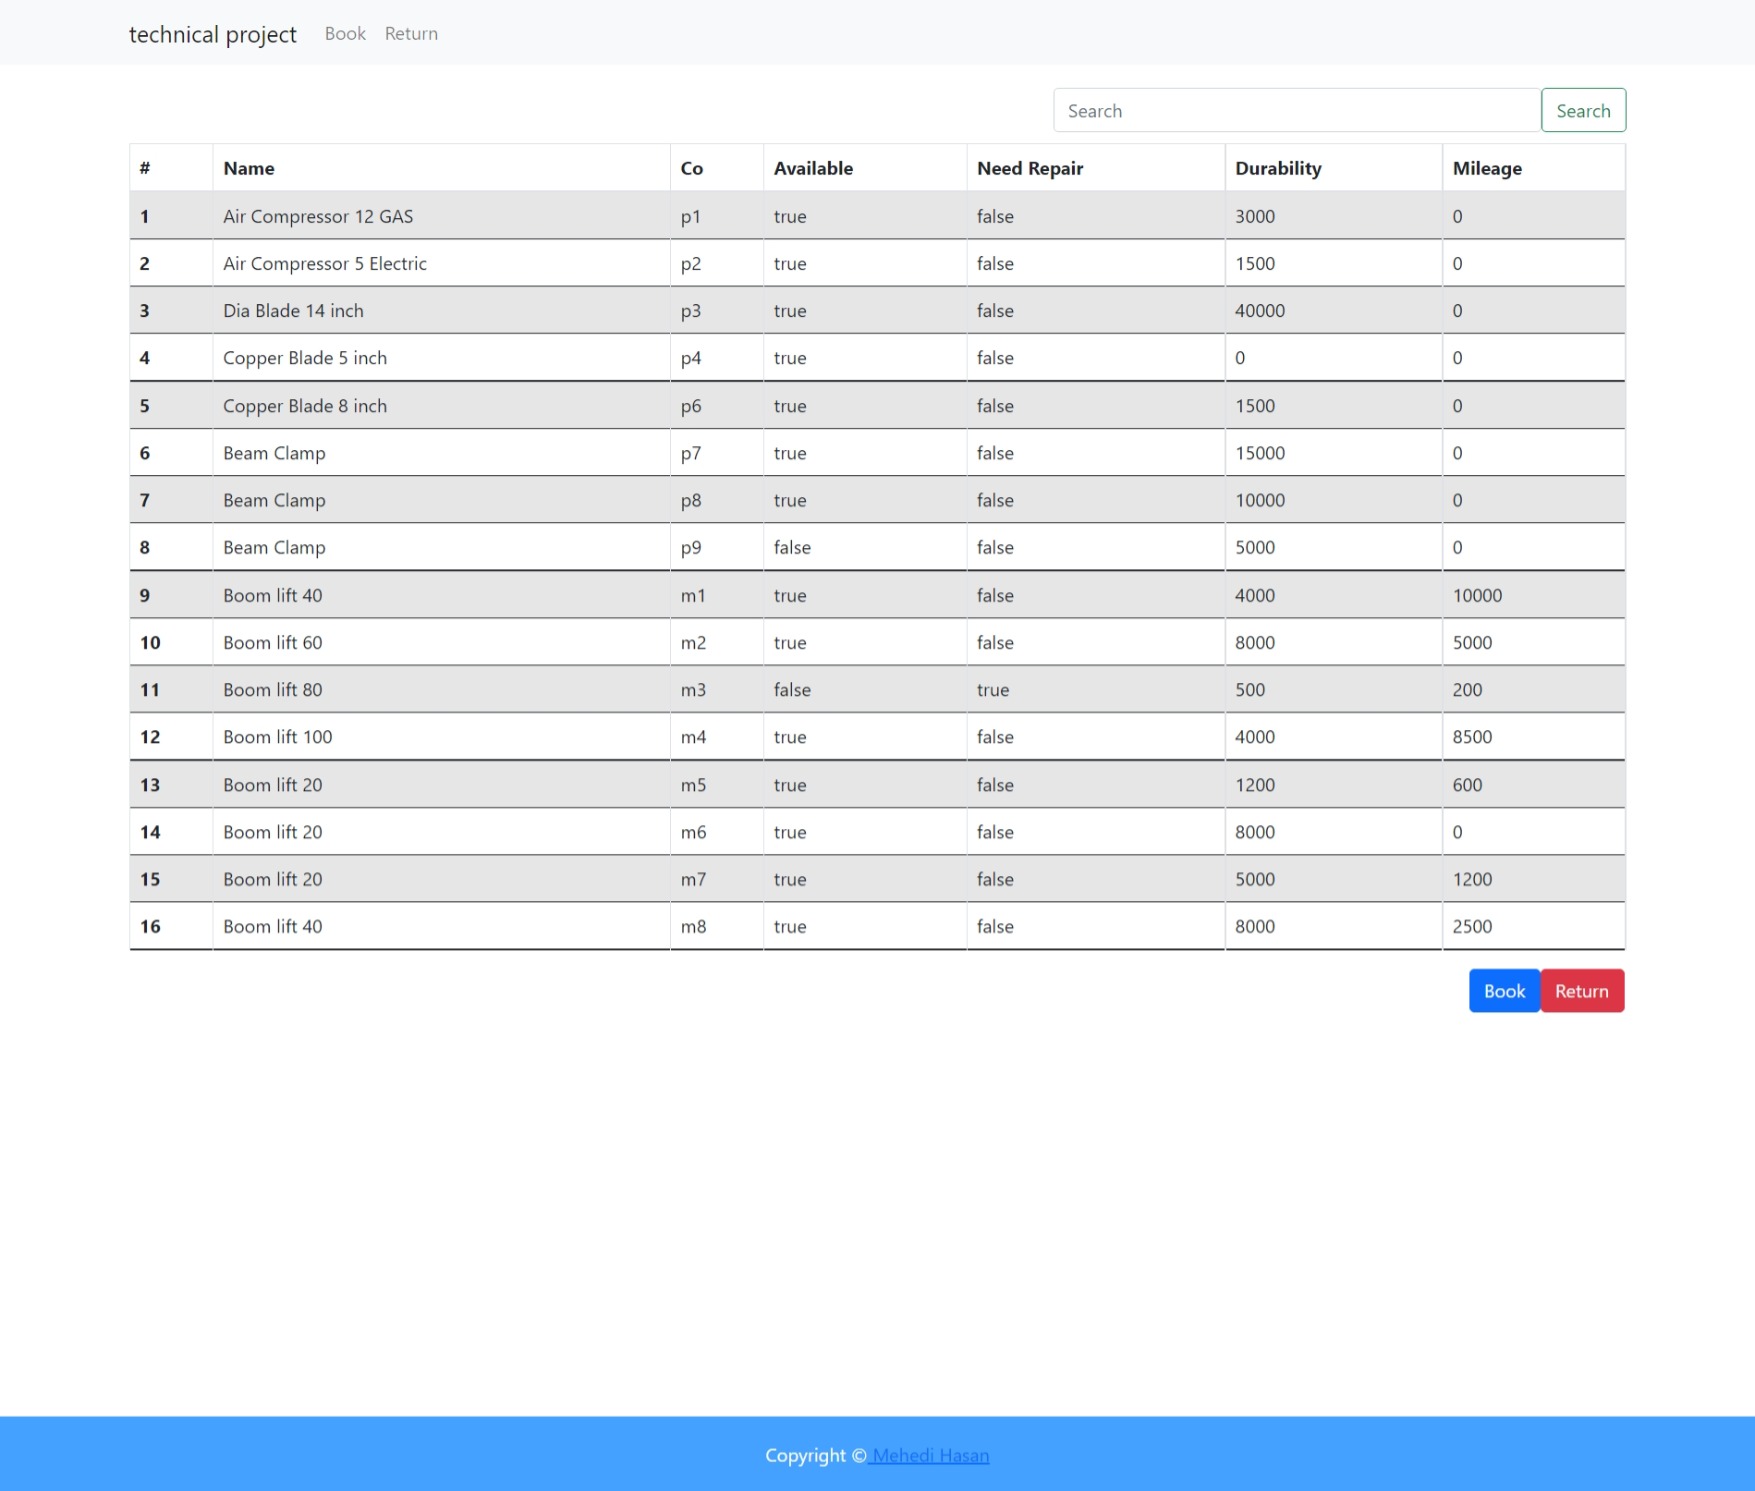 technical project Book Return
Search Search
# Name Co Available Need Repair Durability Mileage
1 Air Compressor 12 GAS p1 true false 3000 0
2 Air Compressor 5 Electric p2 true false 1500 0
3 Dia Blade 14 inch p3 true false 40000 0
4 Copper Blade 5 inch p4 true false 0 0
5 Copper Blade 8 inch p6 true false 1500 0
6 Beam Clamp p7 true false 15000 0
7 Beam Clamp p8 true false 10000 0
8 Beam Clamp p9 false false 5000 0
9 Boom lift 40 m1 true false 4000 10000
10 Boom lift 60 m2 true false 8000 5000
11 Boom lift 80 m3 false true 500 200
12 Boom lift 100 m4 true false 4000 8500
13 Boom lift 20 m5 true false 1200 600
14 Boom lift 20 m6 true false 8000 0
15 Boom lift 20 m7 true false 5000 1200
16 Boom lift 40 m8 true false 8000 2500
Book Return
Copyright © Mehedi Hasan